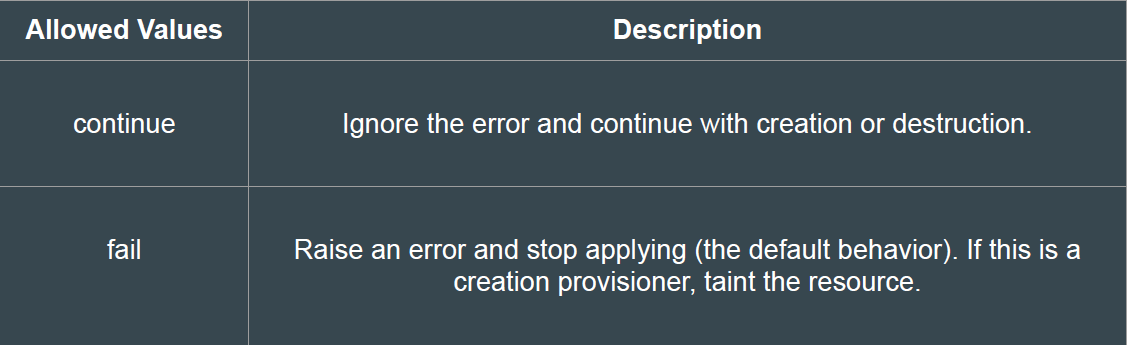 Allowed Values Description
continue Ignore the error and continue with creation or destruction.
fail Raise an error and stop applying (the default behavior). If this is a
creation provisioner, taint the resource.